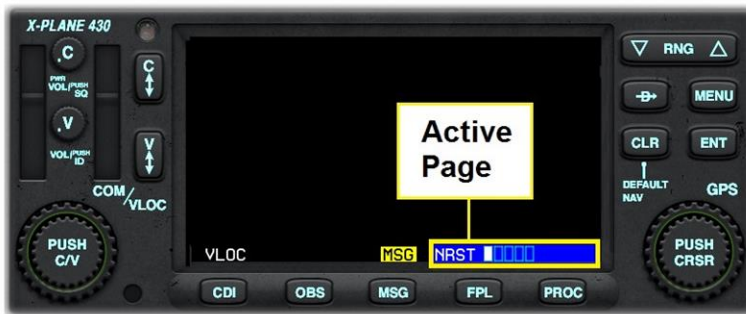 X-PLANE 430
.C
PWR
VOL/PUSH
SQ
C
.V
VOL/PUSH
ID
V
COM/VLOC
PUSH
C/V
Active
Page
VLOC
MSG
NRST
CDI
OBS
MSG
FPL
PROC
RNG
D
MENU
CLR
ENT
DEFAULT
NAV
GPS
PUSH
CRSR